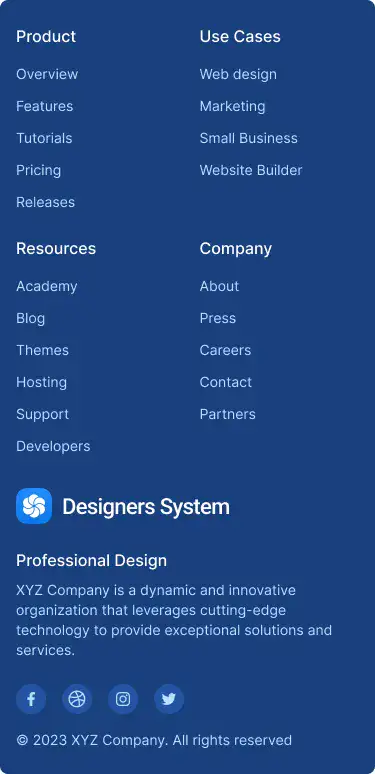 Product
Overview
Features
Tutorials
Pricing
Releases
Use Cases
Web design
Marketing
Small Business
Website Builder
Resources
Academy
Blog
Themes
Hosting
Support
Developers
Company
About
Press
Careers
Contact
Partners
Designers System
Professional Design
XYZ Company is a dynamic and innovative
organization that leverages cutting-edge
technology to provide exceptional solutions and
services.
© 2023 XYZ Company. All rights reserved